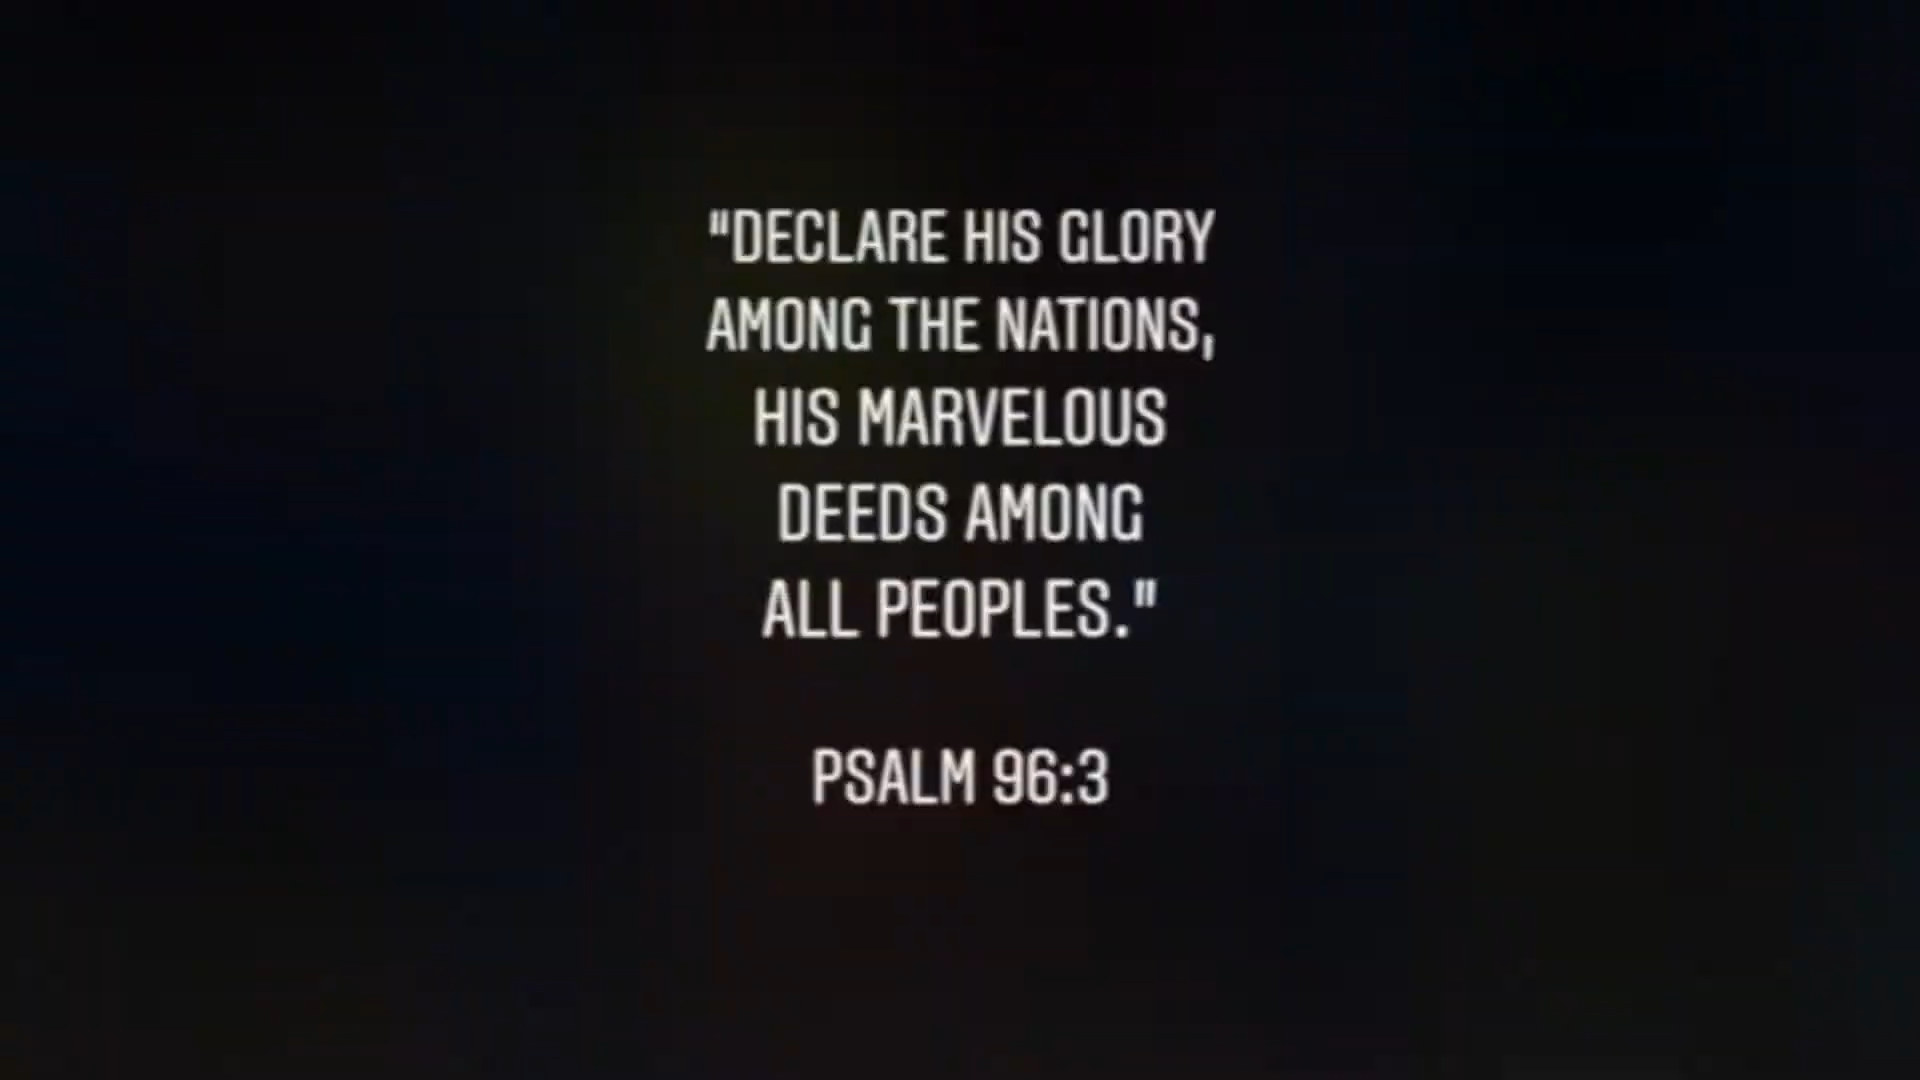 "DECLARE HIS GLORY
AMONG THE NATIONS,
HIS MARVELOUS
DEEDS AMONG
ALL PEOPLES."
PSALM 96:3